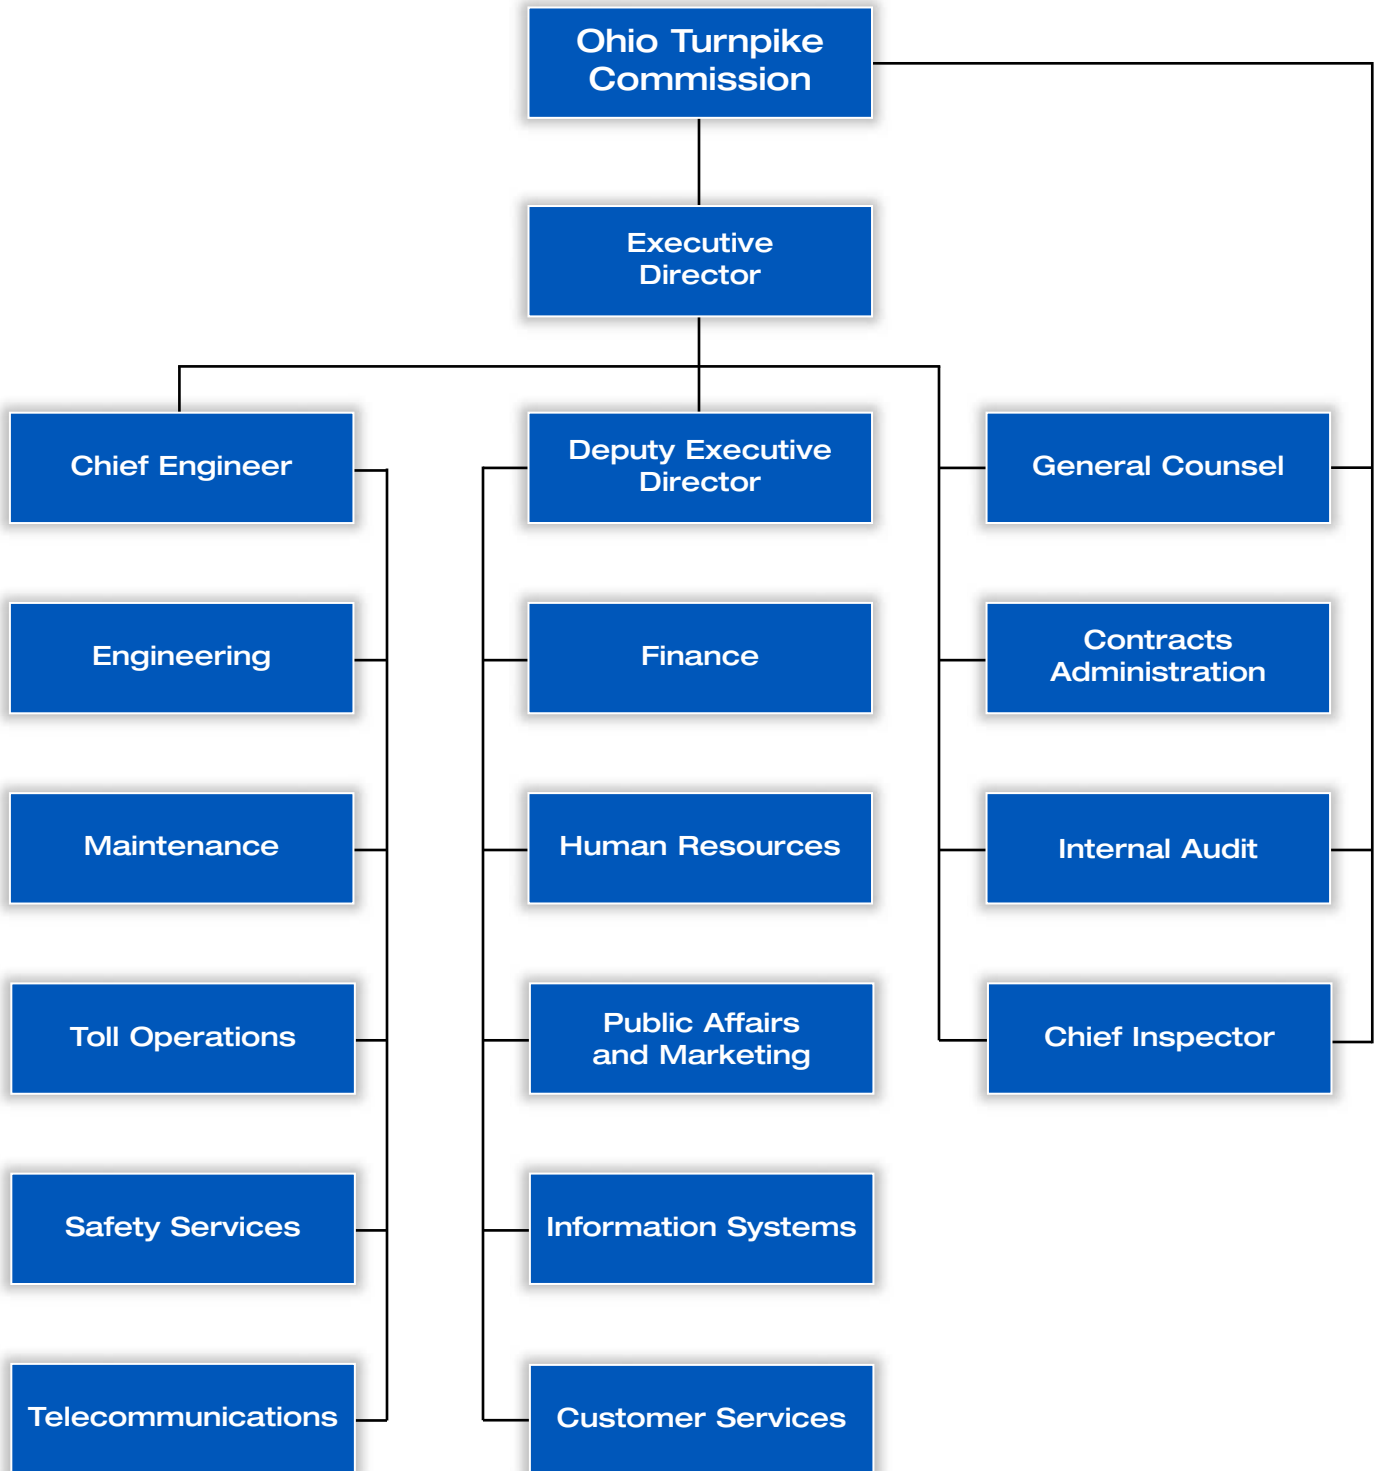 Ohio Turnpike
Commission
Executive
Director
Chief Engineer
Deputy Executive
Director
General Counsel
Engineering
Finance
Contracts
Administration
Maintenance
Human Resources
Internal Audit
Toll Operations
Public Affairs
and Marketing
Chief Inspector
Safety Services
Information Systems
Telecommunications
Customer Services